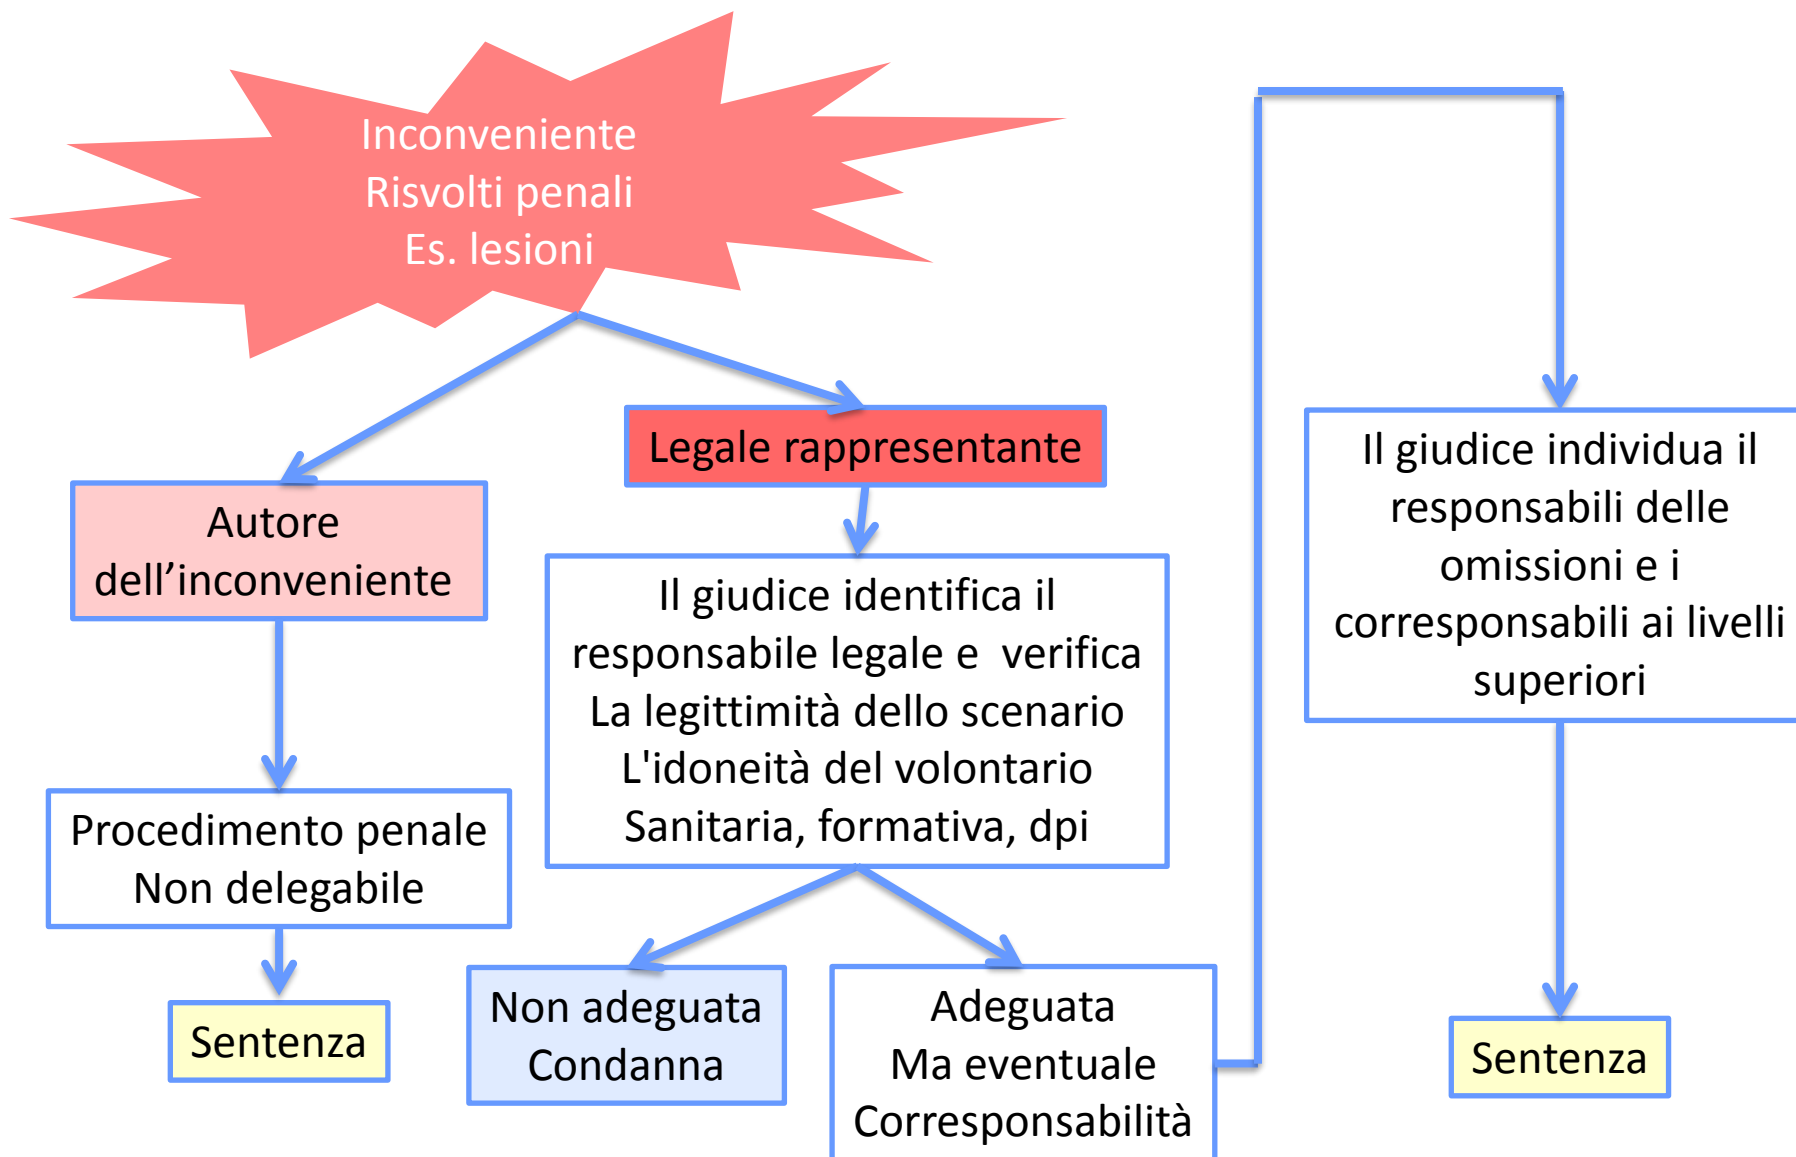 Inconveniente
Risvolti penali
Es. lesioni
Legale rappresentante
Autore
dell’inconveniente
Il giudice identifica il
responsabile legale e  verifica
La legittimità dello scenario
L'idoneità del volontario
Sanitaria, formativa, dpi
Procedimento penale
Non delegabile
Sentenza
Non adeguata
Condanna
Adeguata
Ma eventuale
Corresponsabilità
Il giudice individua il
responsabili delle
omissioni e i
corresponsabili ai livelli
superiori
Sentenza